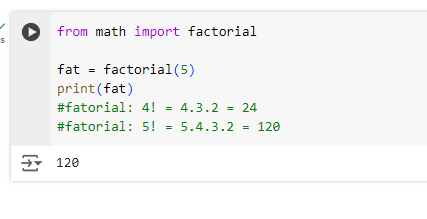 s
from math import factorial
fat = factorial(5)
print(fat)
#fatorial: 4! = 4.3.2 = 24
#fatorial: 5! = 5.4.3.2 = 120
120